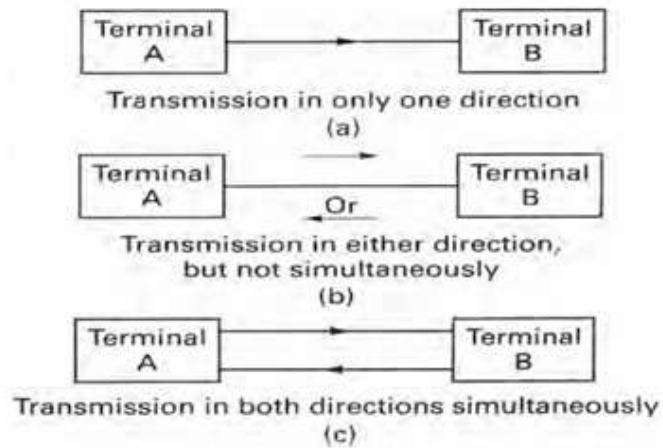 Terminal A
Terminal B
Transmission in only one direction
(a)
Terminal A
Terminal B
Or
Transmission in either direction,
but not simultaneously
(b)
Terminal A
Terminal B
Transmission in both directions simultaneously
(c)